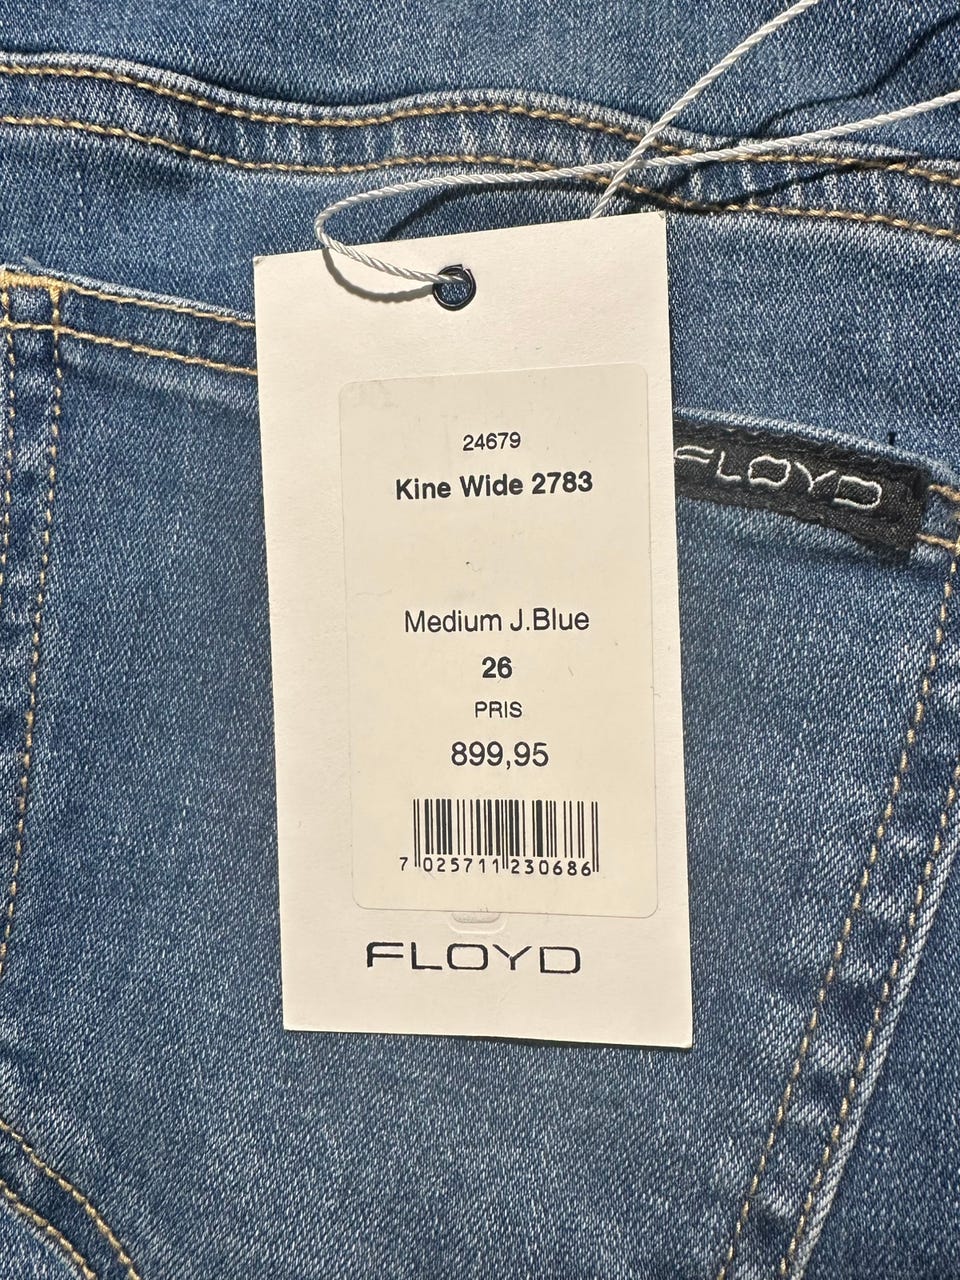 24679
Kine Wide 2783
FLOYD
Medium J.Blue
26
PRIS
899,95
7 025711 230686
FLOYD